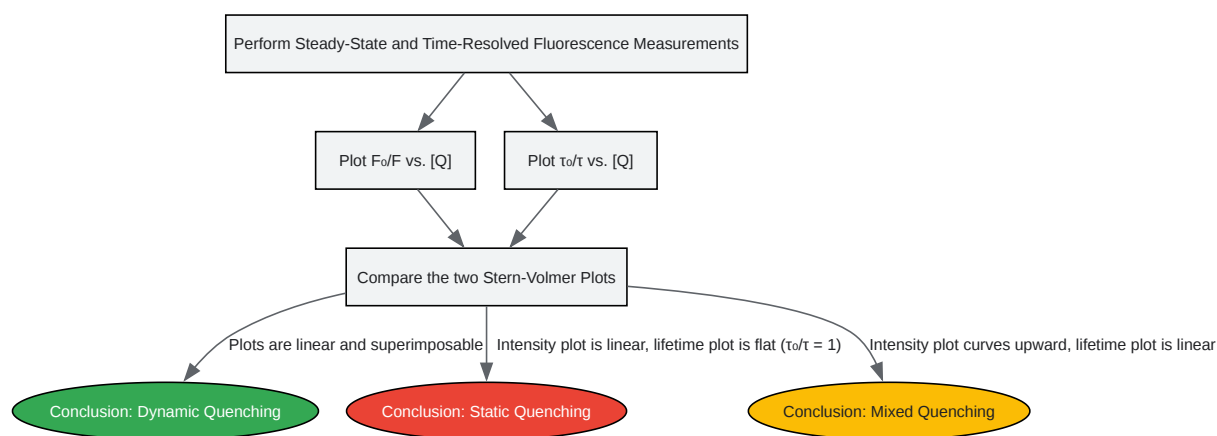 Perform Steady-State and Time-Resolved Fluorescence Measurements
Plot F₀/F vs. [Q]
Plot τ₀/τ vs. [Q]
Compare the two Stern-Volmer Plots
Plots are linear and superimposable
Intensity plot is linear, lifetime plot is flat (τ₀/τ = 1)
Intensity plot curves upward, lifetime plot is linear
Conclusion: Dynamic Quenching
Conclusion: Static Quenching
Conclusion: Mixed Quenching